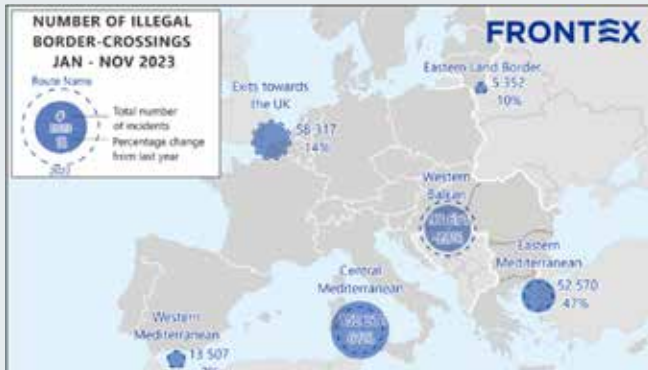 NUMBER OF ILLEGAL
BORDER-CROSSINGS
JAN - NOV 2023
Route Name
Total number
of incidents
Percentage change
from last year
FRONTEX
Exits towards
the UK
14%
Eastern Land Border
5 352
10%
Western
Balkan
Eastern
Mediterranean
52 570
47%
Central
Mediterranean
Western
Mediterranean
13 507